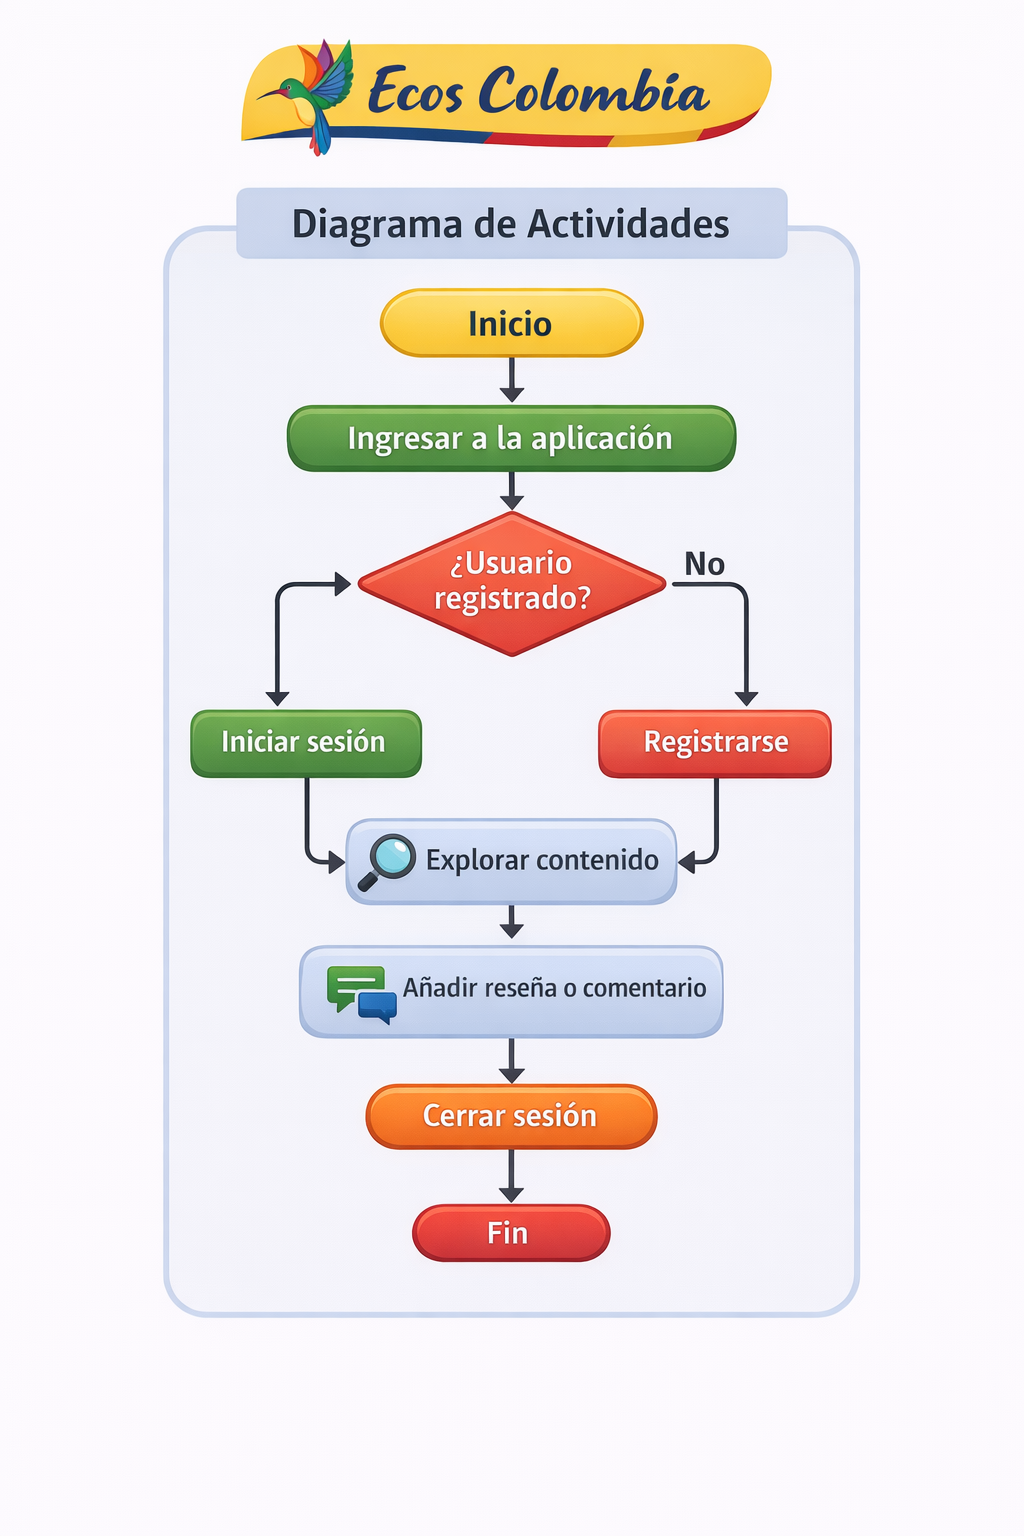 Ecos Colombia
Diagrama de Actividades
Inicio
Ingresar a la aplicación
¿Usuario
registrado?
No
Iniciar sesión
Registrarse
Explorar contenido
Añadir reseña o comentario
Cerrar sesión
Fin